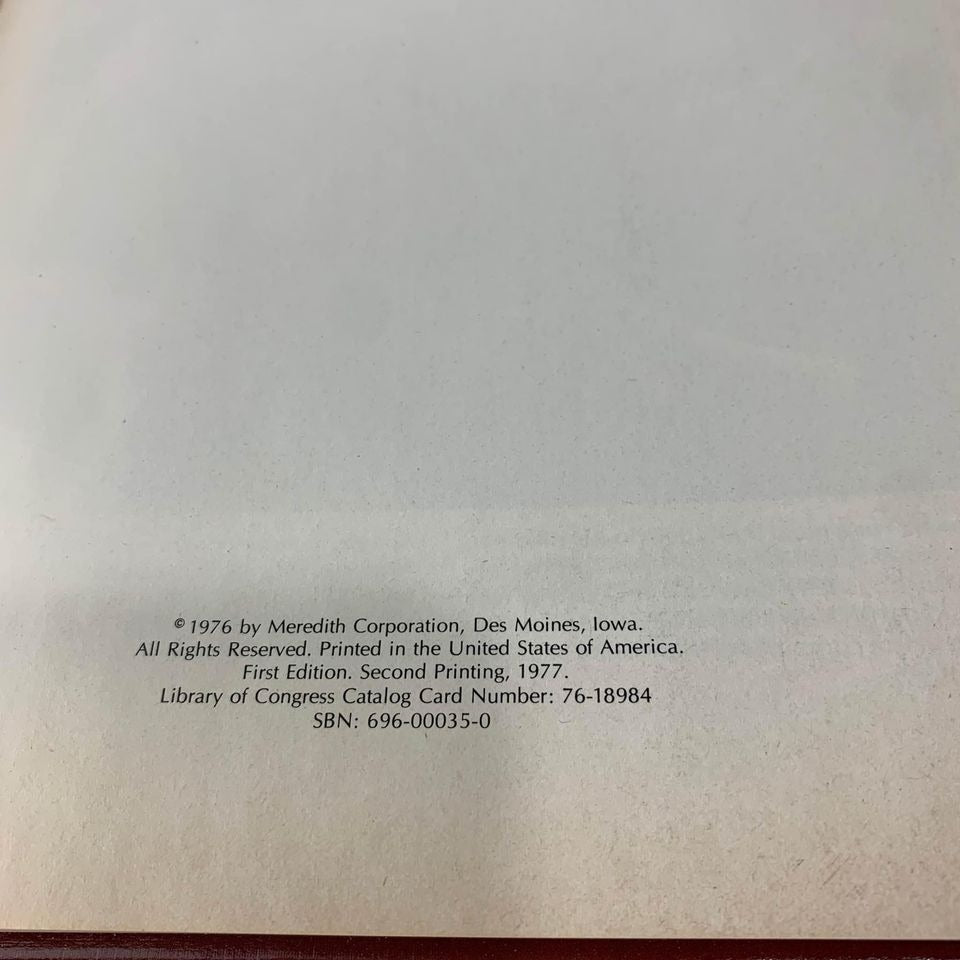 ©1976 by Meredith Corporation, Des Moines, Iowa.
All Rights Reserved. Printed in the United States of America.
First Edition. Second Printing, 1977.
Library of Congress Catalog Card Number: 76-18984
SBN: 696-00035-0